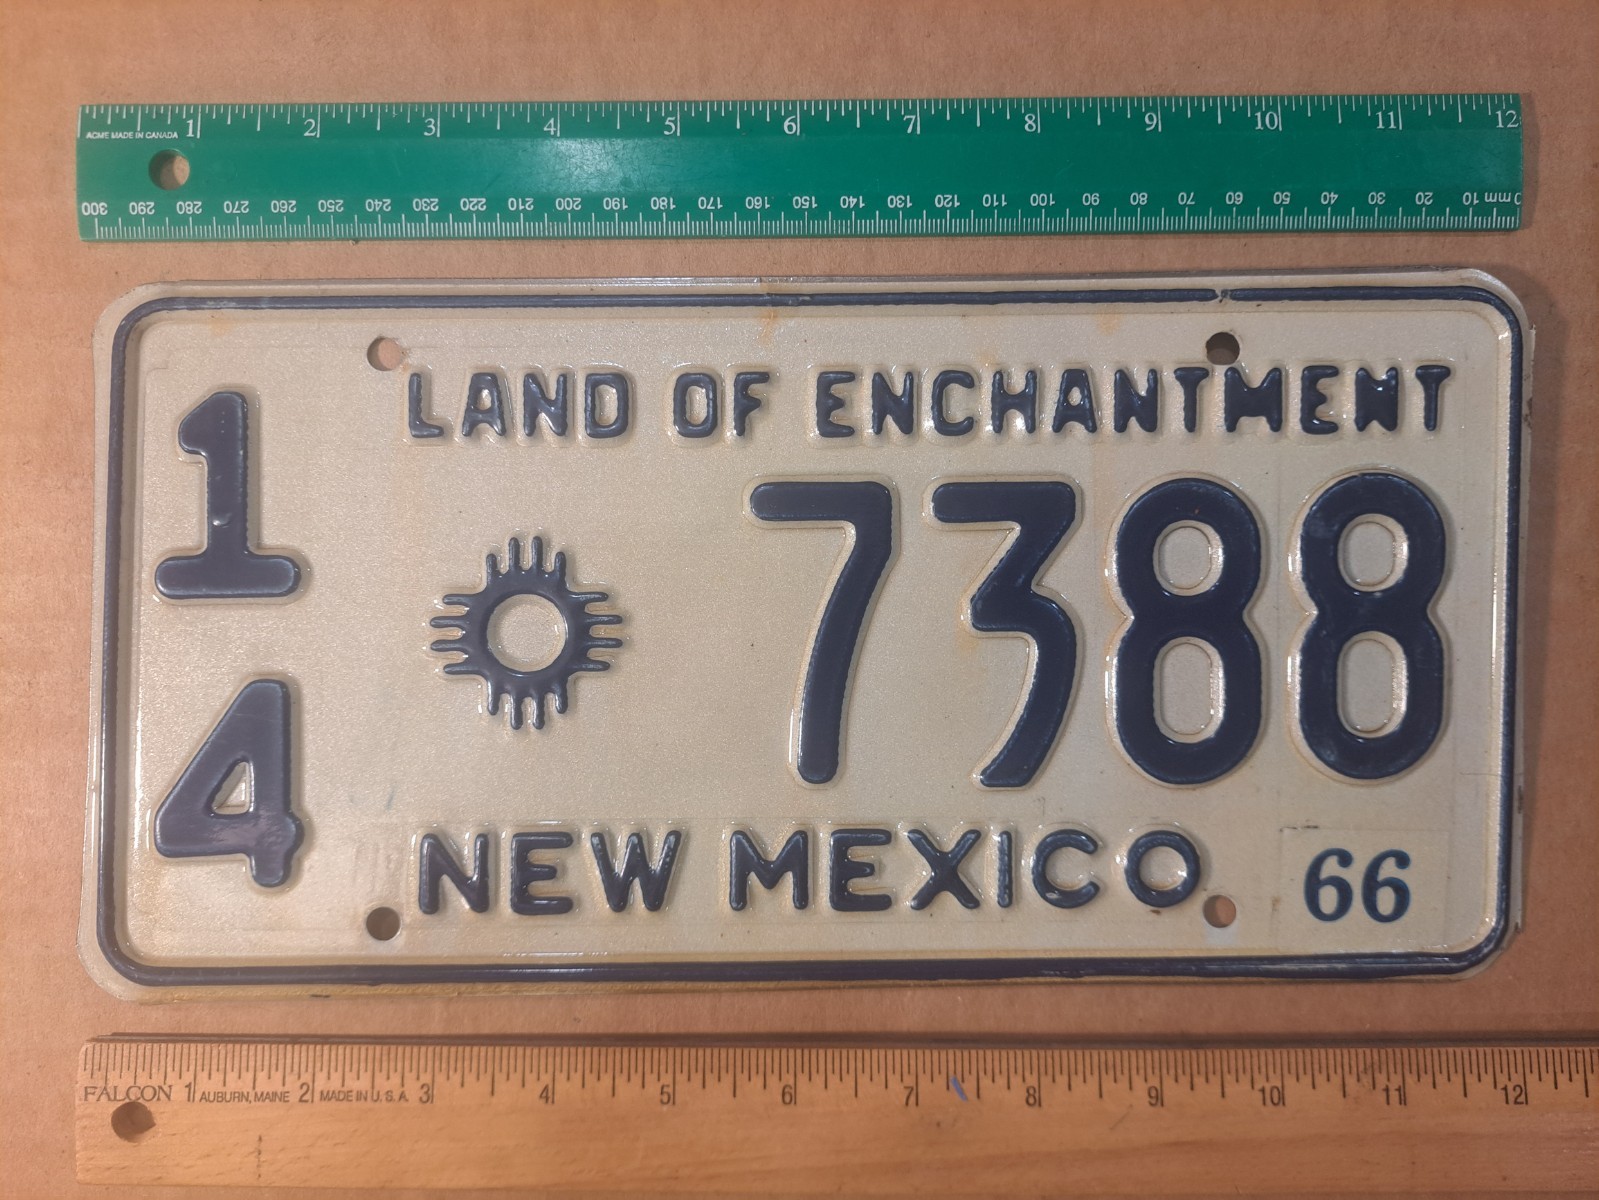 ACME MADE IN CANADA 1 2 3 4 5 6 7 8 9 10 11 12
300 290 280 270 260 250 240 230 220 210 200 190 180 170 160 150 140 130 120 110 100 90 80 70 60 50 40 30 20 10 mm 0
LAND OF ENCHANTMENT
14
7388
NEW MEXICO
66
FALCON 1 AUBURN, MAINE 2 MADE IN U.S.A. 3 4 5 6 7 8 9 10 11 12